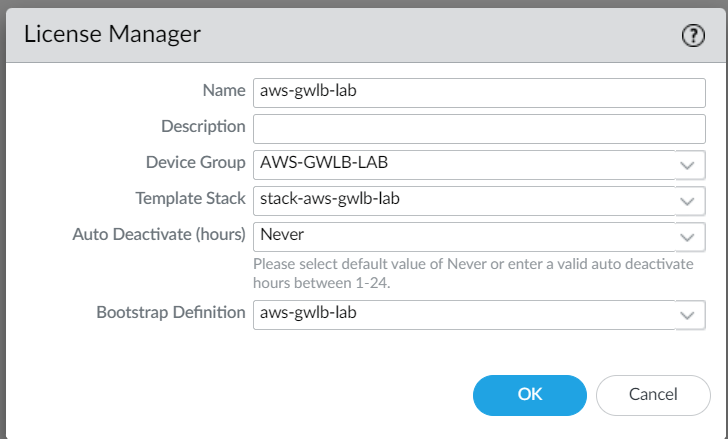 License Manager
Name aws-gwlb-lab
Description
Device Group AWS-GWLB-LAB
Template Stack stack-aws-gwlb-lab
Auto Deactivate (hours) Never
Please select default value of Never or enter a valid auto deactivate
hours between 1-24.
Bootstrap Definition aws-gwlb-lab
OK Cancel